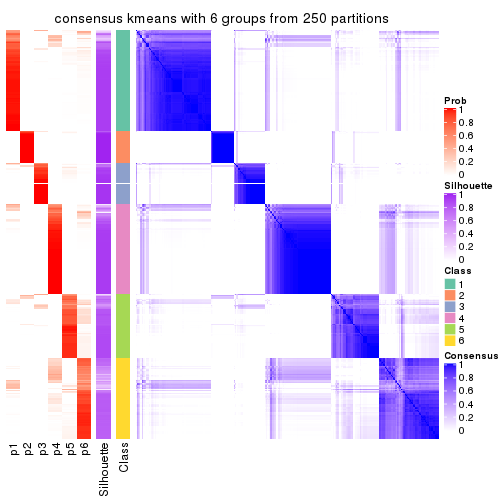 consensus kmeans with 6 groups from 250 partitions
Prob
1
0.8
0.6
0.4
0.2
0
Silhouette
1
0.8
0.6
0.4
0.2
0
Class
1
2
3
4
5
6
Consensus
1
0.8
0.6
0.4
0.2
0
p1
p2
p3
p4
p5
p6
Silhouette
Class